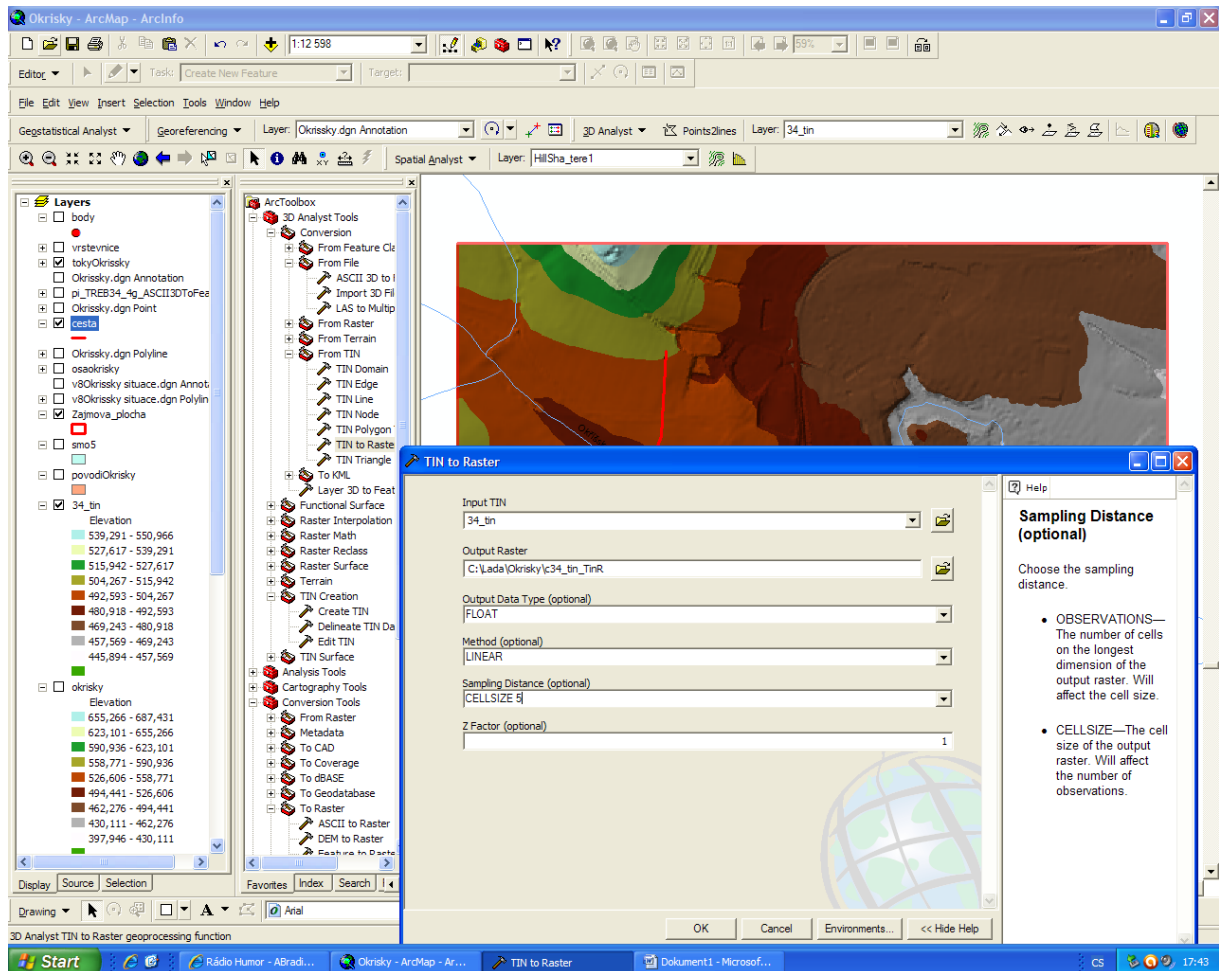 Okrisky - ArcMap - ArcInfo
1:12 598
59%
Editor
Task: Create New Feature
Target:
File Edit View Insert Selection Tools Window Help
Geostatistical Analyst
Georeferencing
Layer: Okrissky.dgn Annotation
3D Analyst
Points2lines
Layer: 34_tin
Spatial Analyst
Layer: HillSha_tere1
Layers
body
vrstevnice
tokyOkrissky
Okrissky.dgn Annotation
pi_TREB34_4g_ASCII3DToFea
Okrissky.dgn Point
cesta
Okrissky.dgn Polyline
osaokrisky
v8Okrissky situace.dgn Annot
v8Okrissky situace.dgn Polylin
Zajmova_plocha
smo5
povodiOkrisky
34_tin
Elevation
539,291 - 550,966
527,617 - 539,291
515,942 - 527,617
504,267 - 515,942
492,593 - 504,267
480,918 - 492,593
469,243 - 480,918
457,569 - 469,243
445,894 - 457,569
okrisky
Elevation
655,266 - 687,431
623,101 - 655,266
590,936 - 623,101
558,771 - 590,936
526,606 - 558,771
494,441 - 526,606
462,276 - 494,441
430,111 - 462,276
397,946 - 430,111
Display Source Selection
ArcToolbox
3D Analyst Tools
Conversion
From Feature Cla
From File
ASCII 3D to
Import 3D Fil
LAS to Multip
From Raster
From Terrain
From TIN
TIN Domain
TIN Edge
TIN Line
TIN Node
TIN Polygon
TIN to Raste
TIN Triangle
To KML
Layer 3D to Feat
Functional Surface
Raster Interpolation
Raster Math
Raster Reclass
Raster Surface
Terrain
TIN Creation
Create TIN
Delineate TIN Da
Edit TIN
TIN Surface
Analysis Tools
Cartography Tools
Conversion Tools
From Raster
Metadata
To CAD
To Coverage
To dBASE
To Geodatabase
To Raster
ASCII to Raster
DEM to Raster
Feature to Raste
Favorites Index Search
TIN to Raster
Input TIN
34_tin
Output Raster
C:\Lada\Okrisky\c34_tin_TinR
Output Data Type (optional)
FLOAT
Method (optional)
LINEAR
Sampling Distance (optional)
CELLSIZE 5
Z Factor (optional)
1
OK Cancel Environments... << Hide Help
Help
Sampling Distance
(optional)
Choose the sampling
distance.
• OBSERVATIONS—
The number of cells
on the longest
dimension of the
output raster. Will
affect the cell size.
• CELLSIZE—The cell
size of the output
raster. Will affect
the number of
observations.
Drawing
A
Arial
3D Analyst TIN to Raster geoprocessing function
Start
Rádio Humor - ABradi...
Okrisky - ArcMap - Ar...
TIN to Raster
Dokument1 - Microsof...
CS
17:43